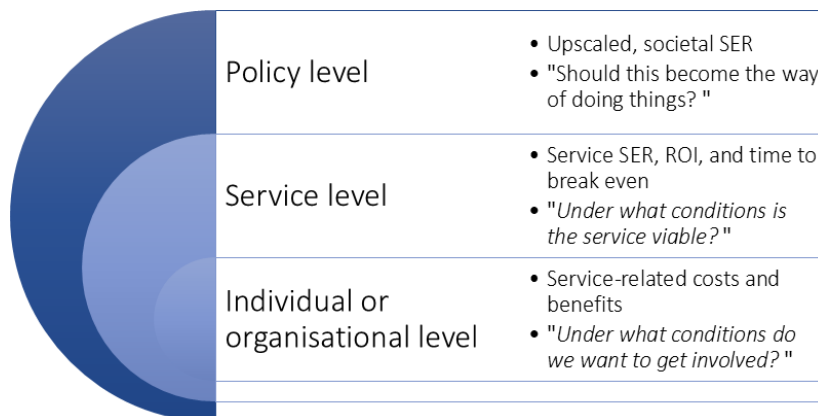 Policy level
• Upscaled, societal SER
• "Should this become the way
of doing things? "
Service level
• Service SER, ROI, and time to
break even
• "Under what conditions is
the service viable? "
Individual or
organisational level
• Service-related costs and
benefits
• "Under what conditions do
we want to get involved? "